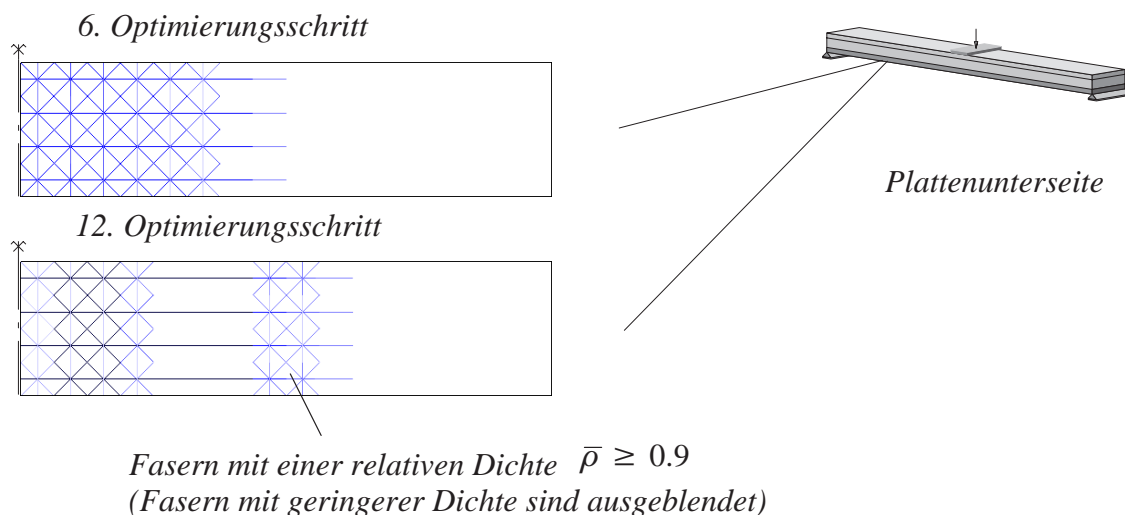 6. Optimierungsschritt
Plattenunterseite
12. Optimierungsschritt
Fasern mit einer relativen Dichte ρ̅ ≥ 0.9
(Fasern mit geringerer Dichte sind ausgeblendet)